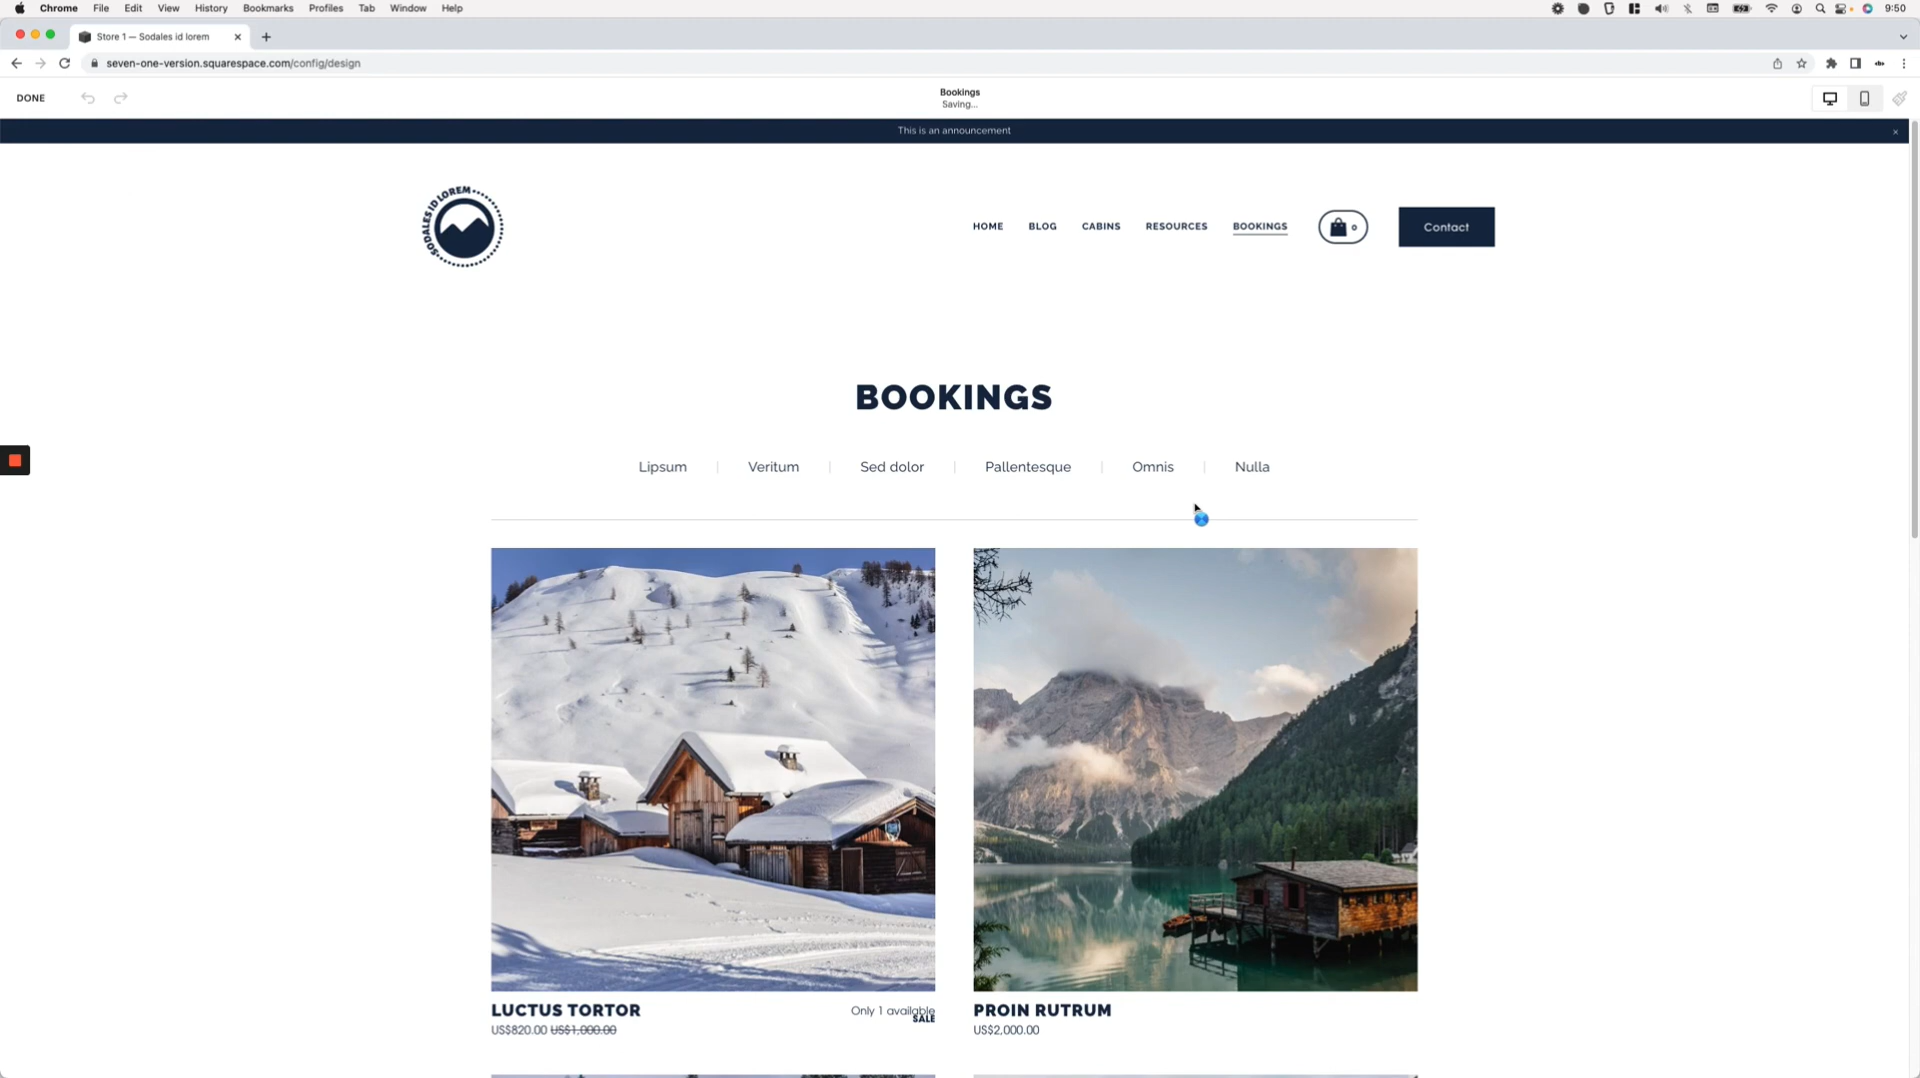 Chrome File Edit View History Bookmarks Profiles Tab Window Help 9:50
Store 1 — Sodales id lorem
seven-one-version.squarespace.com/config/design
DONE
Bookings
Saving...
This is an announcement
SODALES ID LOREM
HOME BLOG CABINS RESOURCES BOOKINGS 0 Contact
BOOKINGS
Lipsum | Veritum | Sed dolor | Pallentesque | Omnis | Nulla
LUCTUS TORTOR
Only 1 available
SALE
US$820.00 US$1,000.00
PROIN RUTRUM
US$2,000.00